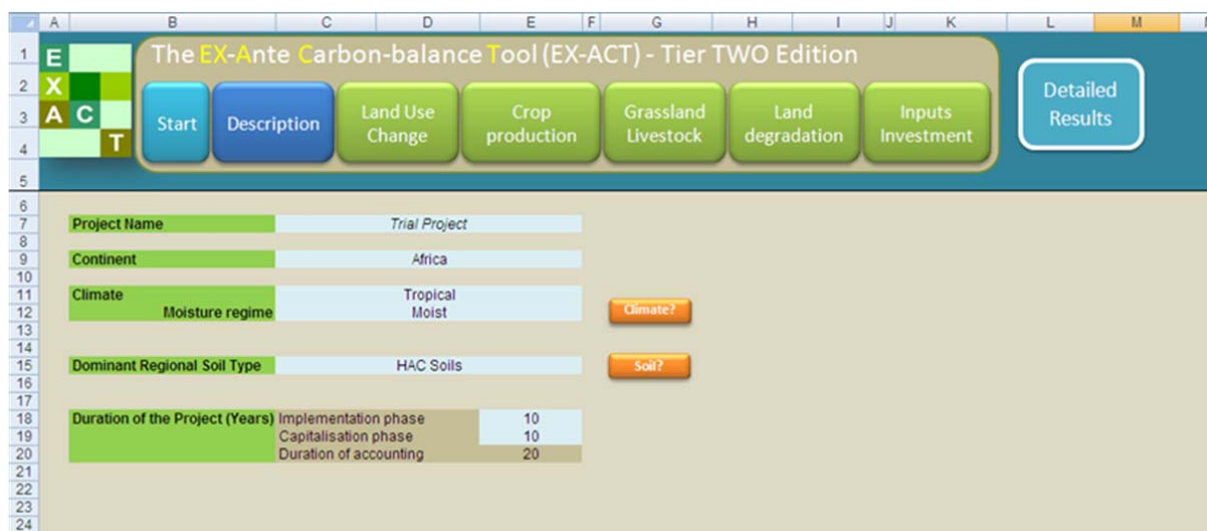 A B C D E F G H I J K L M
1 E The EX-Ante Carbon-balance Tool (EX-ACT) - Tier TWO Edition
2 X
3 A C
4 T
Start
Description
Land Use
Change
Crop
production
Grassland
Livestock
Land
degradation
Inputs
Investment
Detailed
Results
5
6
7 Project Name Trial Project
8
9 Continent Africa
10
11 Climate Tropical
12 Moisture regime Moist Climate?
13
14
15 Dominant Regional Soil Type HAC Soils Soil?
16
17
18 Duration of the Project (Years) Implementation phase 10
19 Capitalisation phase 10
20 Duration of accounting 20
21
22
23
24